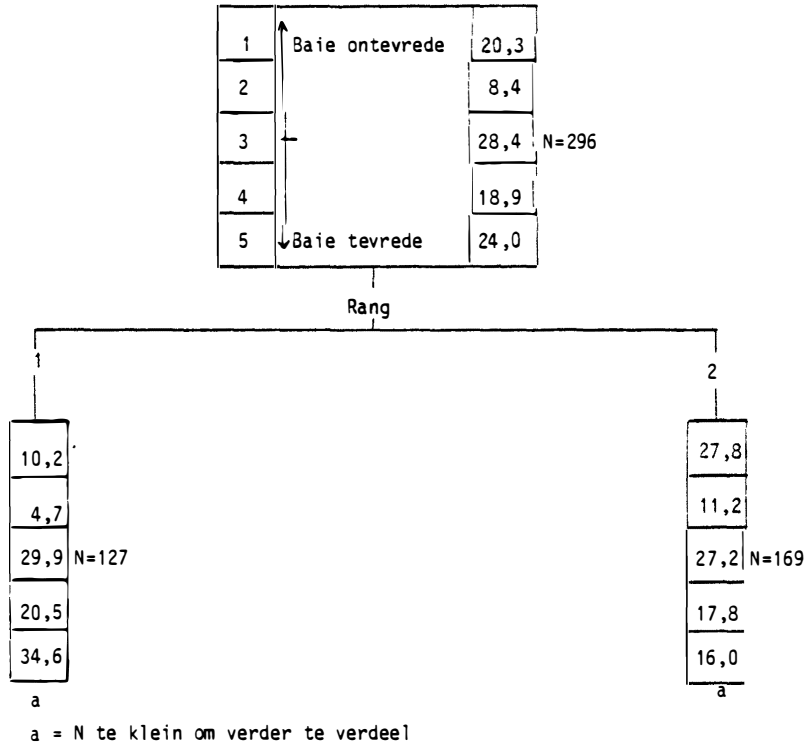 1 Baie ontevrede 20,3
2 8,4
3 28,4 N=296
4 18,9
5 Baie tevrede 24,0
Rang
1
2
10,2 27,8
4,7 11,2
29,9 N=127 27,2 N=169
20,5 17,8
34,6 16,0
a a
a = N te klein om verder te verdeel